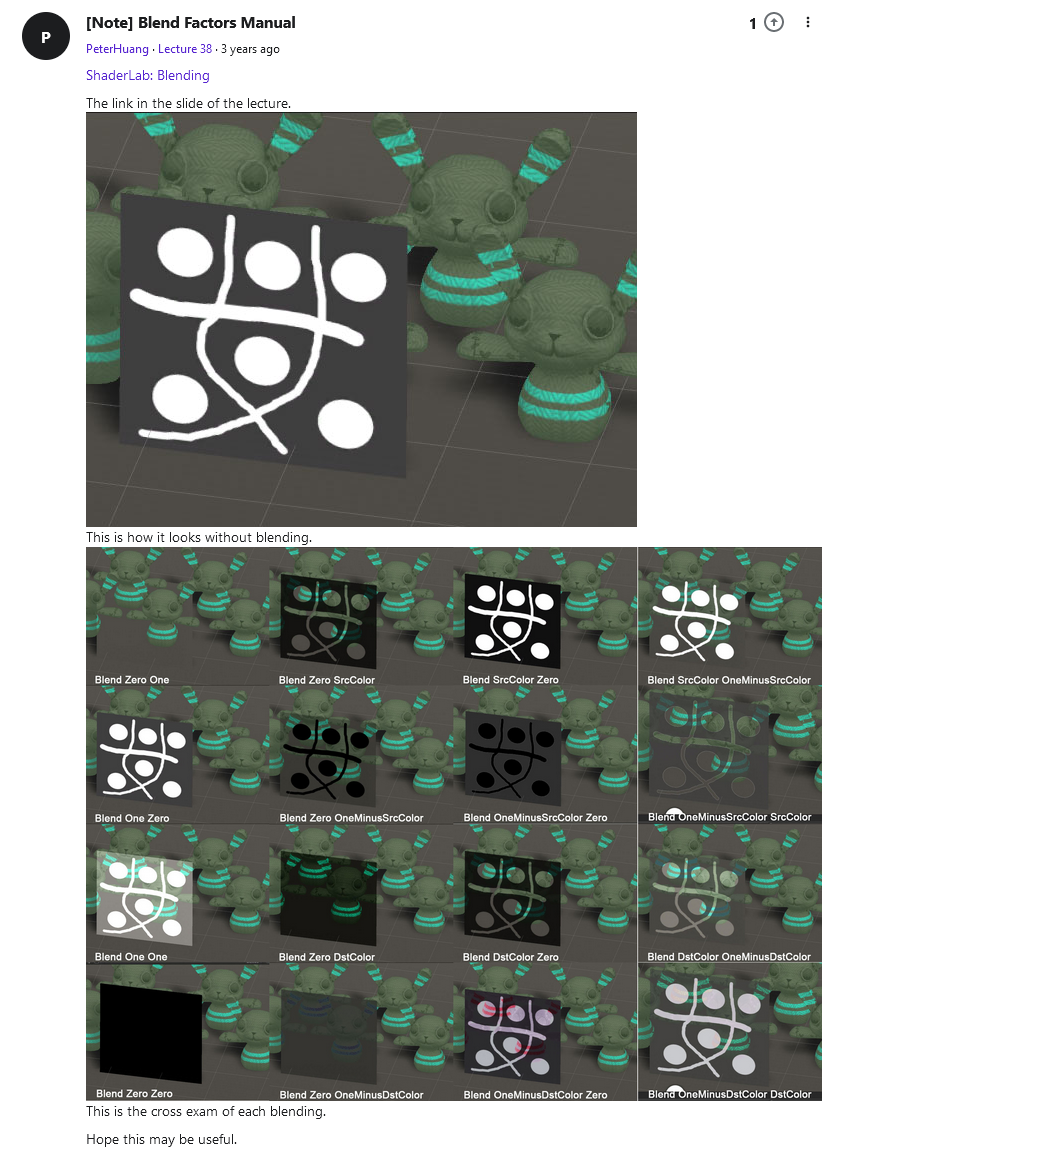 P
[Note] Blend Factors Manual
1
PeterHuang · Lecture 38 · 3 years ago
ShaderLab: Blending
The link in the slide of the lecture.
This is how it looks without blending.
Blend Zero One
Blend Zero SrcColor
Blend SrcColor Zero
Blend SrcColor OneMinusSrcColor
Blend One Zero
Blend Zero OneMinusSrcColor
Blend OneMinusSrcColor Zero
Blend OneMinusSrcColor SrcColor
Blend One One
Blend Zero DstColor
Blend DstColor Zero
Blend DstColor OneMinusDstColor
Blend Zero Zero
Blend Zero OneMinusDstColor
Blend OneMinusDstColor Zero
Blend OneMinusDstColor DstColor
This is the cross exam of each blending.
Hope this may be useful.